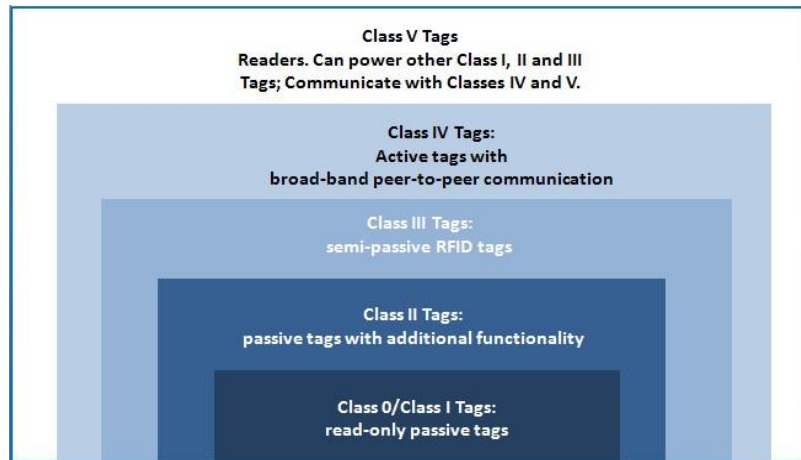 Class V Tags
Readers. Can power other Class I, II and III
Tags; Communicate with Classes IV and V.
Class IV Tags:
Active tags with
broad-band peer-to-peer communication
Class III Tags:
semi-passive RFID tags
Class II Tags:
passive tags with additional functionality
Class 0/Class I Tags:
read-only passive tags